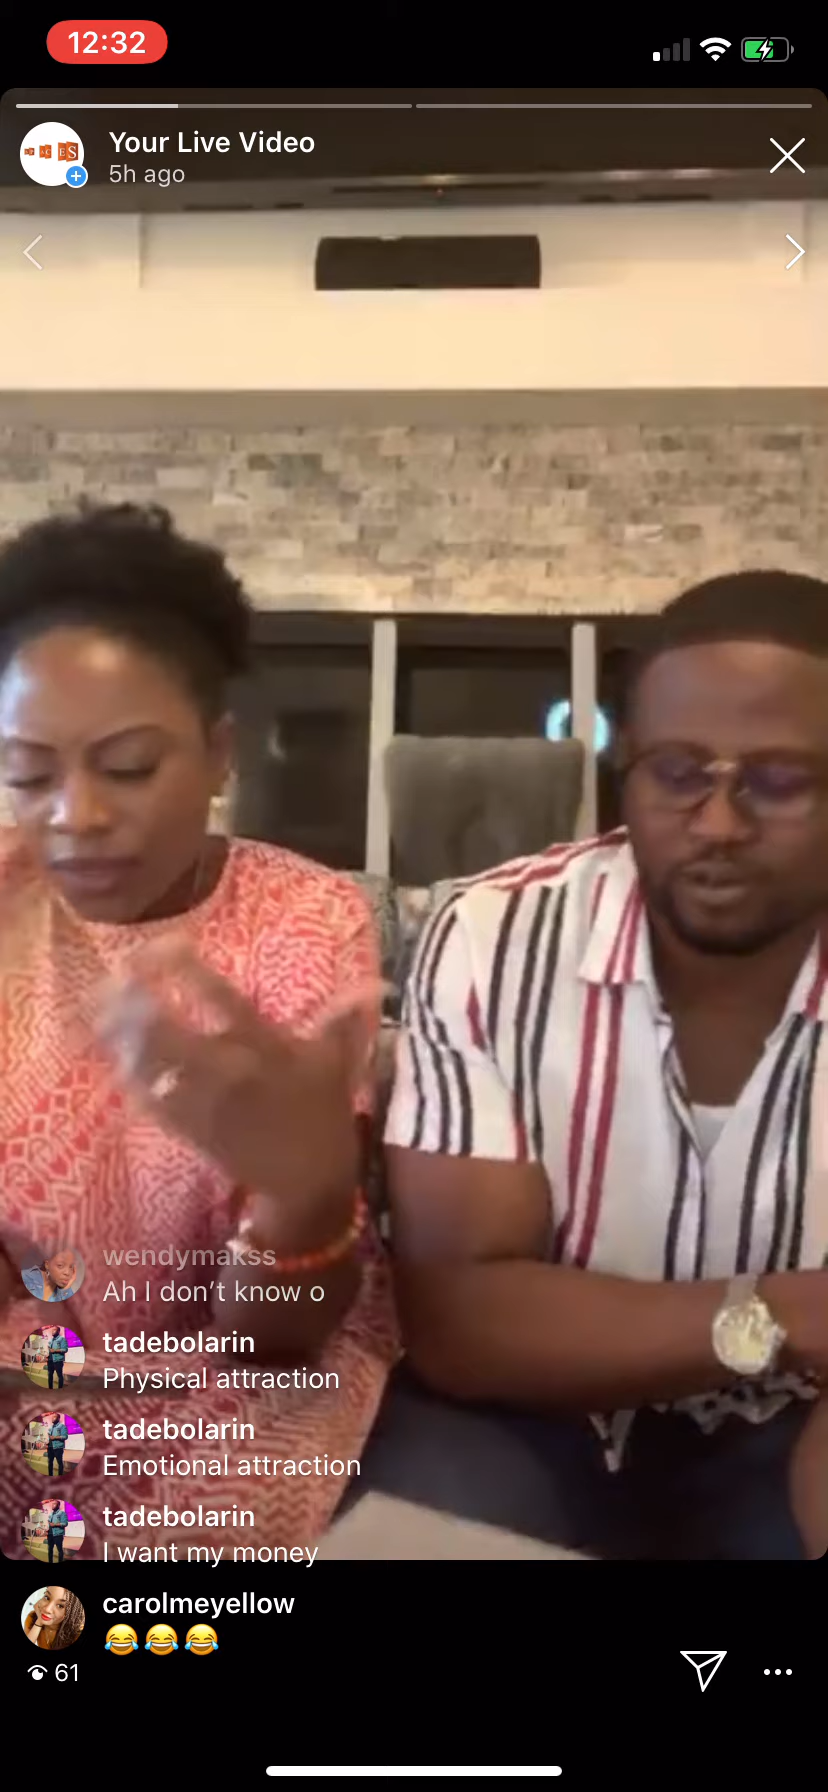 12:32
Your Live Video
5h ago
wendymakss
Ah I don't know o
tadebolarin
Physical attraction
tadebolarin
Emotional attraction
tadebolarin
I want my money
carolmeyellow
😂😂😂
61